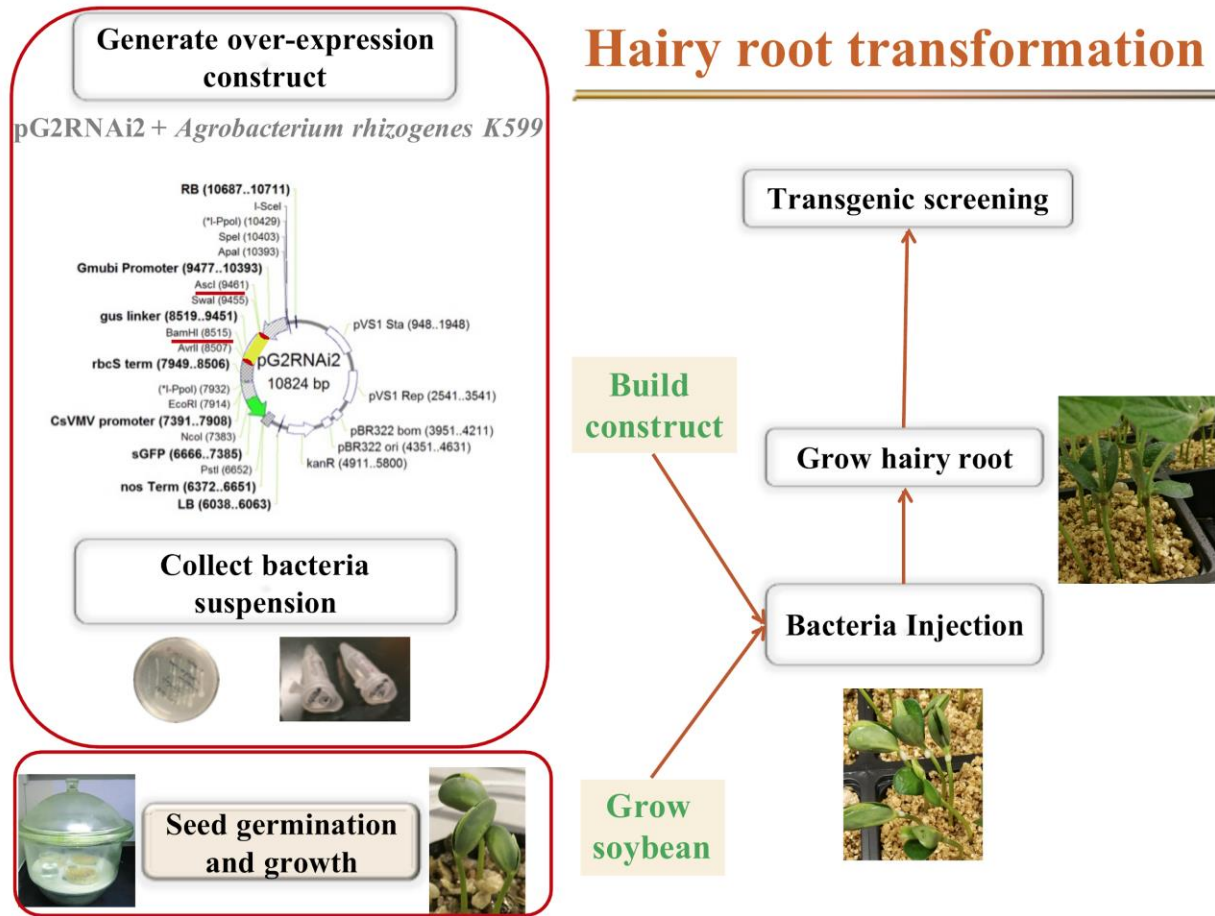 Generate over-expression
construct
Hairy root transformation
pG2RNAi2 + Agrobacterium rhizogenes K599
RB (10687..10711)
I-SceI
(*I-PpoI) (10429)
SpeI (10403)
ApaI (10393)
Gmubi Promoter (9477..10393)
AscI (9461)
SwaI (9455)
gus linker (8519..9451)
BamHI (8515)
AvrII (8507)
rbcS term (7949..8506)
(*I-PpoI) (7932)
EcoRI (7914)
CsVMV promoter (7391..7908)
NcoI (7383)
sGFP (6666..7385)
PstI (6652)
nos Term (6372..6651)
LB (6038..6063)
pG2RNAi2
10824 bp
pVS1 Sta (948..1948)
pVS1 Rep (2541..3541)
pBR322 bom (3951..4211)
pBR322 ori (4351..4631)
kanR (4911..5800)
Collect bacteria
suspension
Seed germination
and growth
Transgenic screening
Build
construct
Grow hairy root
Bacteria Injection
Grow
soybean